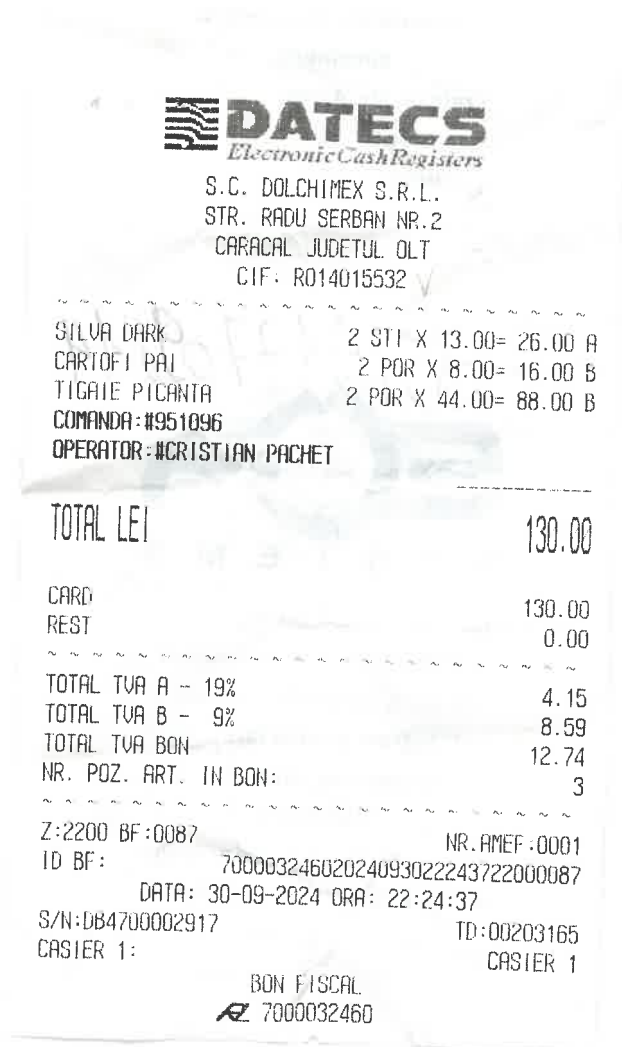 DATECS
Electronic Cash Registers
S.C. DOLCHIMEX S.R.L.
STR. RADU SERBAN NR.2
CARACAL JUDETUL OLT
CIF: RO14015532
SILVA DARK 2 STI X 13.00= 26.00 A
CARTOFI PAI 2 POR X 8.00= 16.00 B
TIGAIE PICANTA 2 POR X 44.00= 88.00 B
COMANDA:#951096
OPERATOR:#CRISTIAN PACHET
TOTAL LEI 130.00
CARD 130.00
REST 0.00
TOTAL TVA A - 19% 4.15
TOTAL TVA B - 9% 8.59
TOTAL TVA BON 12.74
NR. POZ. ART. IN BON: 3
Z:2200 BF:0087 NR.AMEF:0001
ID BF: 70000324602024093022243722000087
DATA: 30-09-2024 ORA: 22:24:37
S/N:DB4700002917 TD:00203165
CASIER 1: CASIER 1
BON FISCAL
7000032460